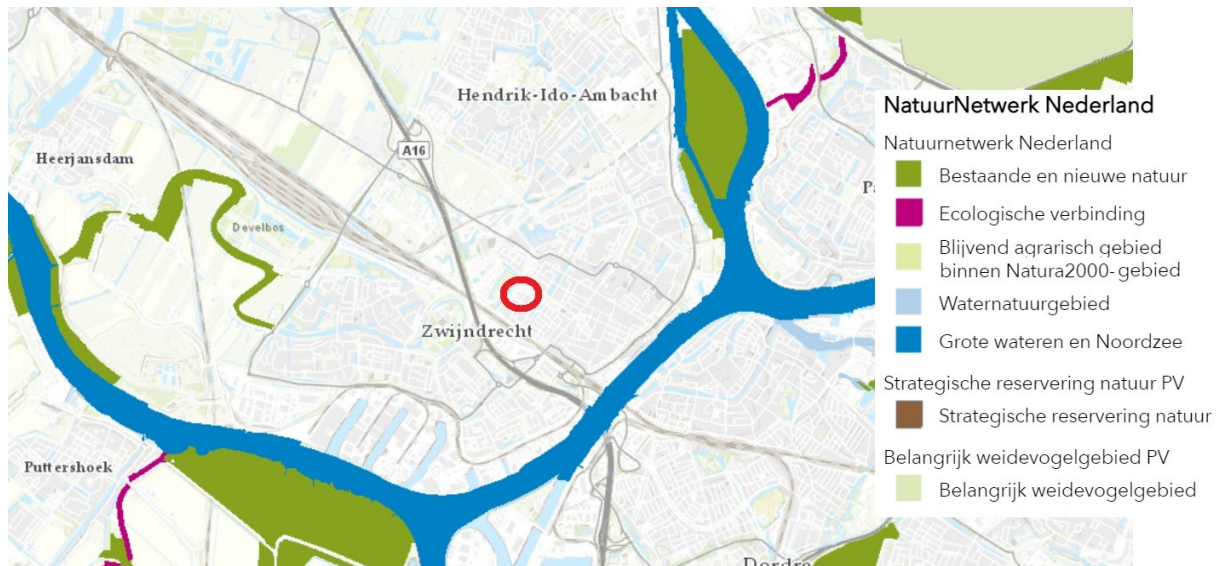 Hendrik-Ido-Ambacht
A16
Heerjansdam
Develbos
Zwijndrecht
Puttershoek
Pa
Dordre
NatuurNetwerk Nederland
Natuurnetwerk Nederland
Bestaande en nieuwe natuur
Ecologische verbinding
Blijvend agrarisch gebied
binnen Natura2000-gebied
Waternatuurgebied
Grote wateren en Noordzee
Strategische reservering natuur PV
Strategische reservering natuur
Belangrijk weidevogelgebied PV
Belangrijk weidevogelgebied